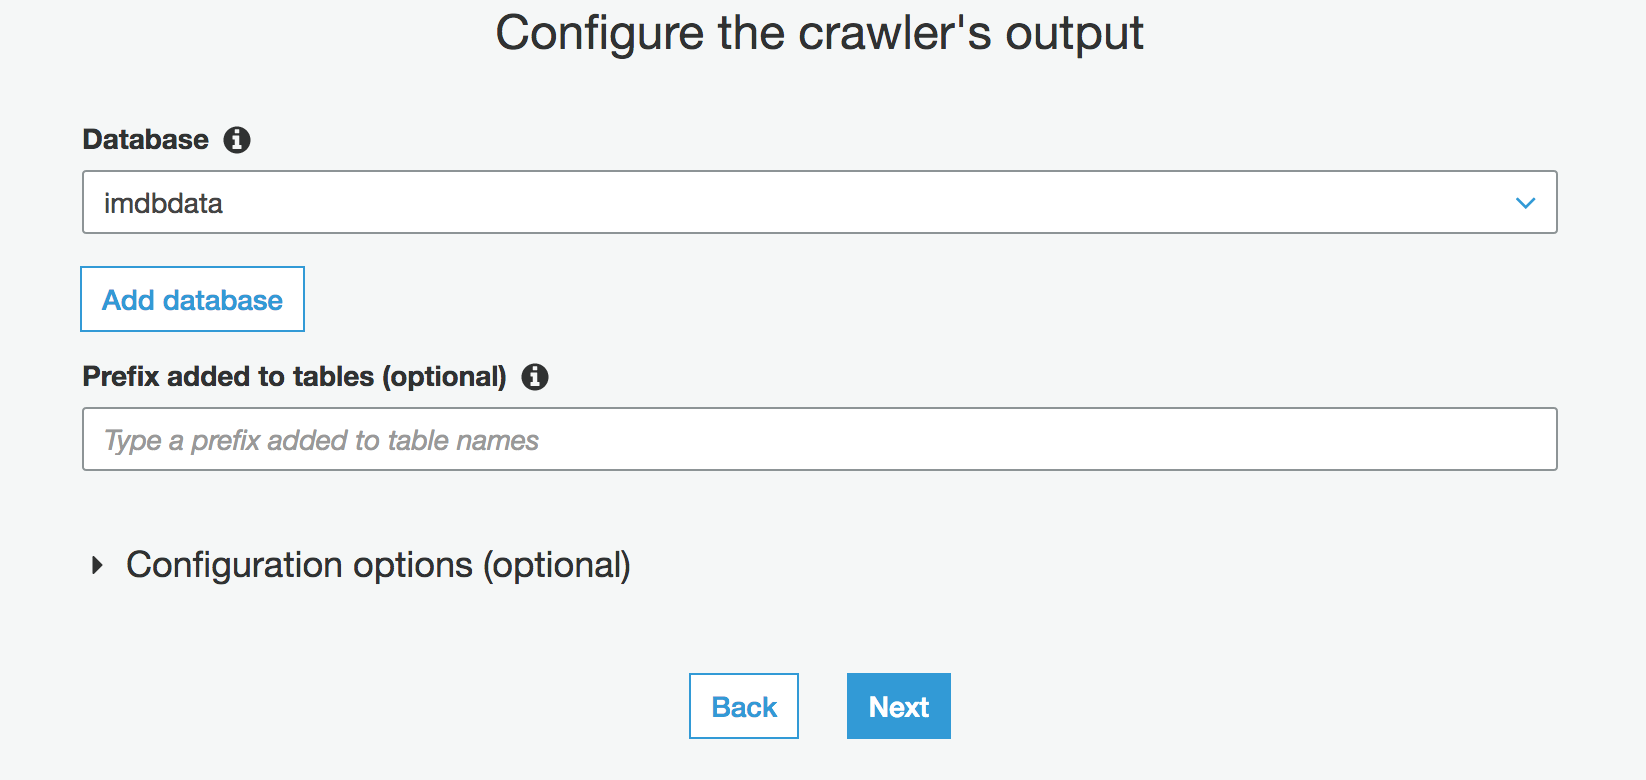 Configure the crawler's output
Database
imdbdata
Add database
Prefix added to tables (optional)
Type a prefix added to table names
Configuration options (optional)
Back
Next